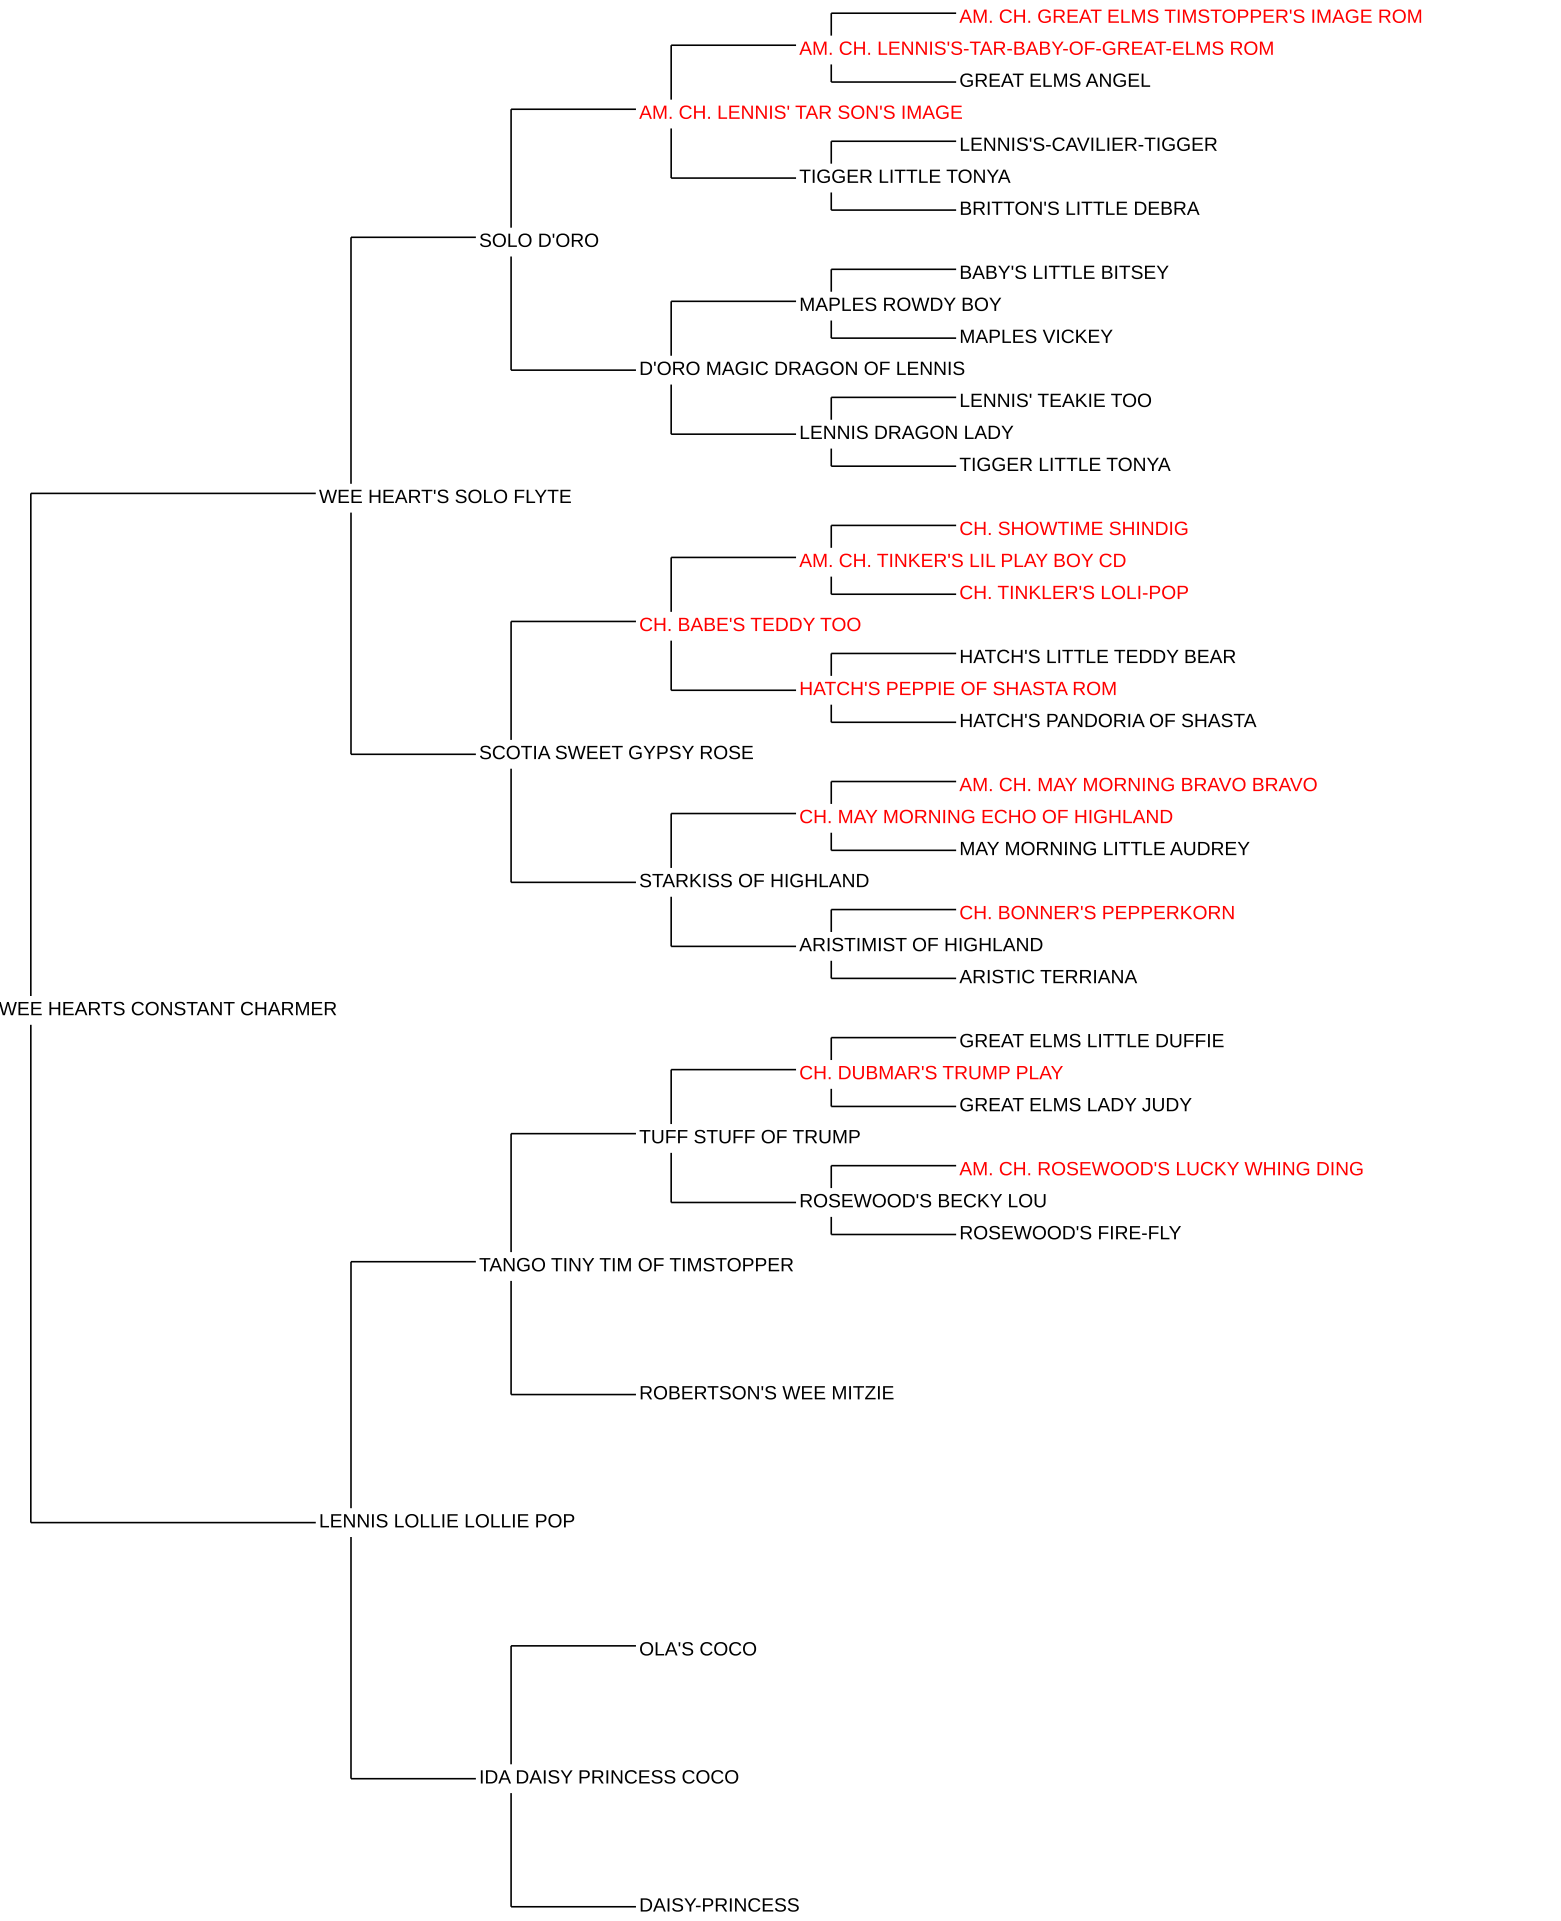 AM. CH. GREAT ELMS TIMSTOPPER'S IMAGE ROM
AM. CH. LENNIS'S-TAR-BABY-OF-GREAT-ELMS ROM
GREAT ELMS ANGEL
AM. CH. LENNIS' TAR SON'S IMAGE
LENNIS'S-CAVILIER-TIGGER
TIGGER LITTLE TONYA
BRITTON'S LITTLE DEBRA
SOLO D'ORO
BABY'S LITTLE BITSEY
MAPLES ROWDY BOY
MAPLES VICKEY
D'ORO MAGIC DRAGON OF LENNIS
LENNIS' TEAKIE TOO
LENNIS DRAGON LADY
TIGGER LITTLE TONYA
WEE HEART'S SOLO FLYTE
CH. SHOWTIME SHINDIG
AM. CH. TINKER'S LIL PLAY BOY CD
CH. TINKLER'S LOLI-POP
CH. BABE'S TEDDY TOO
HATCH'S LITTLE TEDDY BEAR
HATCH'S PEPPIE OF SHASTA ROM
HATCH'S PANDORIA OF SHASTA
SCOTIA SWEET GYPSY ROSE
AM. CH. MAY MORNING BRAVO BRAVO
CH. MAY MORNING ECHO OF HIGHLAND
MAY MORNING LITTLE AUDREY
STARKISS OF HIGHLAND
CH. BONNER'S PEPPERKORN
ARISTIMIST OF HIGHLAND
ARISTIC TERRIANA
WEE HEARTS CONSTANT CHARMER
GREAT ELMS LITTLE DUFFIE
CH. DUBMAR'S TRUMP PLAY
GREAT ELMS LADY JUDY
TUFF STUFF OF TRUMP
AM. CH. ROSEWOOD'S LUCKY WHING DING
ROSEWOOD'S BECKY LOU
ROSEWOOD'S FIRE-FLY
TANGO TINY TIM OF TIMSTOPPER
ROBERTSON'S WEE MITZIE
LENNIS LOLLIE LOLLIE POP
OLA'S COCO
IDA DAISY PRINCESS COCO
DAISY-PRINCESS